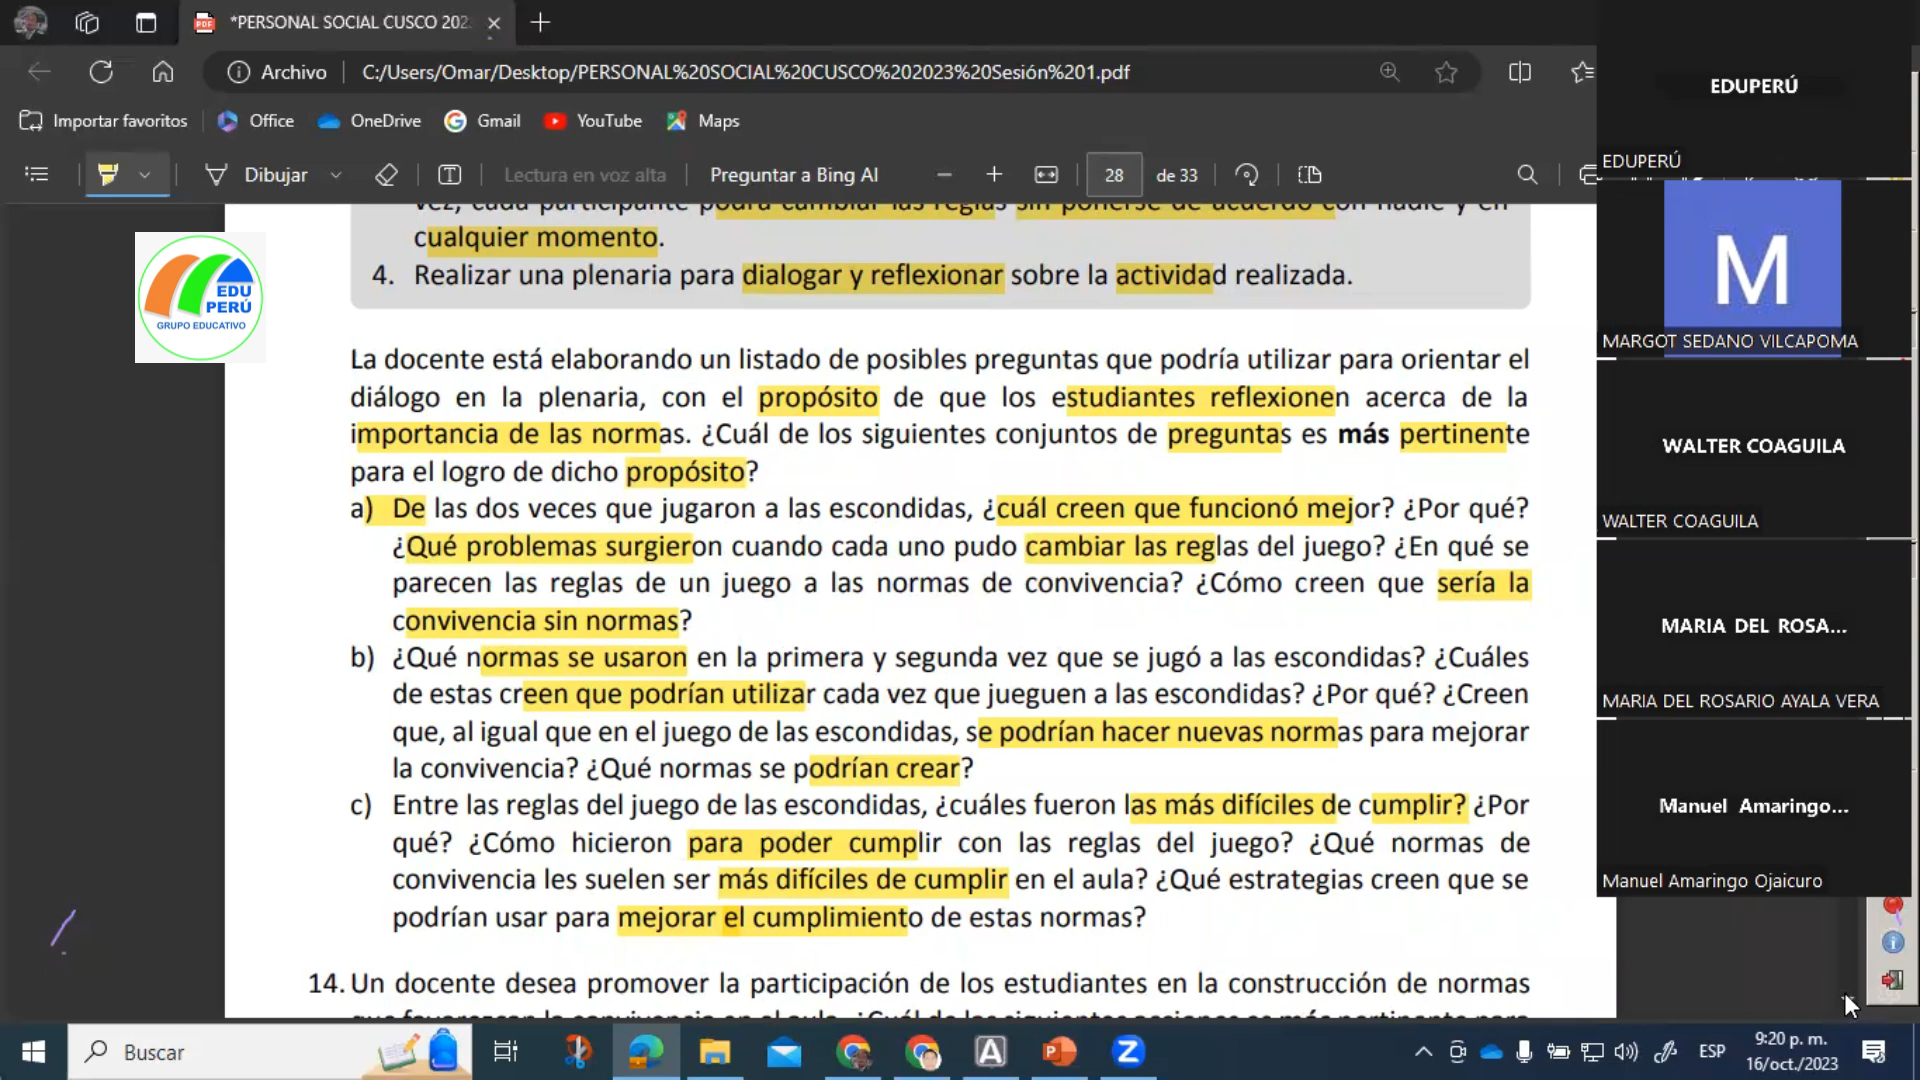 *PERSONAL SOCIAL CUSCO 202
Archivo
C:/Users/Omar/Desktop/PERSONAL%20SOCIAL%20CUSCO%202023%20Sesión%201.pdf
Importar favoritos
Office
OneDrive
Gmail
YouTube
Maps
Dibujar
Lectura en voz alta
Preguntar a Bing AI
28
de 33
vez, cada participante podrá cambiar las reglas sin ponerse de acuerdo con nadie y en
cualquier momento.
4. Realizar una plenaria para dialogar y reflexionar sobre la actividad realizada.
EDU
PERÚ
GRUPO EDUCATIVO
La docente está elaborando un listado de posibles preguntas que podría utilizar para orientar el
diálogo en la plenaria, con el propósito de que los estudiantes reflexionen acerca de la
importancia de las normas. ¿Cuál de los siguientes conjuntos de preguntas es más pertinente
para el logro de dicho propósito?
a) De las dos veces que jugaron a las escondidas, ¿cuál creen que funcionó mejor? ¿Por qué?
¿Qué problemas surgieron cuando cada uno pudo cambiar las reglas del juego? ¿En qué se
parecen las reglas de un juego a las normas de convivencia? ¿Cómo creen que sería la
convivencia sin normas?
b) ¿Qué normas se usaron en la primera y segunda vez que se jugó a las escondidas? ¿Cuáles
de estas creen que podrían utilizar cada vez que jueguen a las escondidas? ¿Por qué? ¿Creen
que, al igual que en el juego de las escondidas, se podrían hacer nuevas normas para mejorar
la convivencia? ¿Qué normas se podrían crear?
c) Entre las reglas del juego de las escondidas, ¿cuáles fueron las más difíciles de cumplir? ¿Por
qué? ¿Cómo hicieron para poder cumplir con las reglas del juego? ¿Qué normas de
convivencia les suelen ser más difíciles de cumplir en el aula? ¿Qué estrategias creen que se
podrían usar para mejorar el cumplimiento de estas normas?
14. Un docente desea promover la participación de los estudiantes en la construcción de normas
EDUPERÚ
EDUPERÚ
M
MARGOT SEDANO VILCAPOMA
WALTER COAGUILA
WALTER COAGUILA
MARIA DEL ROSA...
MARIA DEL ROSARIO AYALA VERA
Manuel Amaringo...
Manuel Amaringo Ojaicuro
Buscar
ESP
9:20 p. m.
16/oct./2023